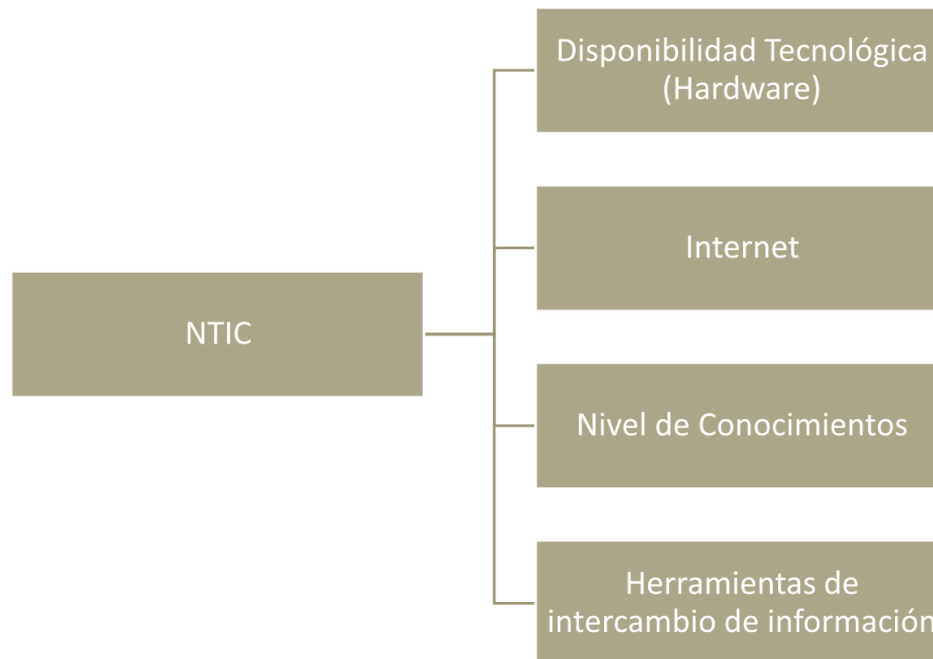 NTIC
Disponibilidad Tecnológica
(Hardware)
Internet
Nivel de Conocimientos
Herramientas de
intercambio de información